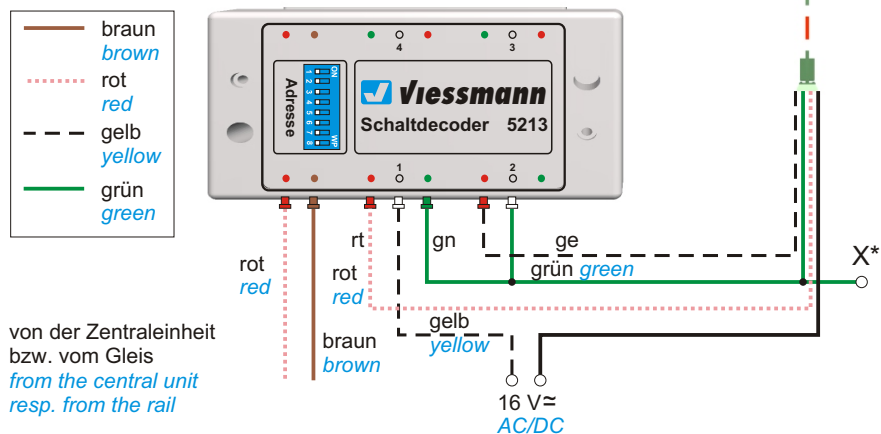 braun
brown
rot
red
gelb
yellow
grün
green
4
3
ON
1 2 3 4 5 6 7 8
WP
Adresse
Viessmann
Schaltdecoder 5213
1
2
rt
gn
ge
rot
red
rot
red
grün green
X*
gelb
yellow
braun
brown
von der Zentraleinheit
bzw. vom Gleis
from the central unit
resp. from the rail
16 V≃
AC/DC